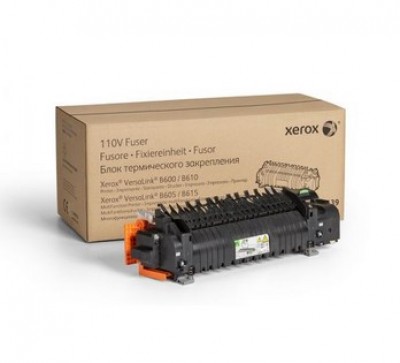 110V Fuser
Fusore • Fixiereinheit • Fusor
Блок термического закрепления
xerox
Xerox® VersaLink® B600 / B610
Xerox® VersaLink® B605 / B615